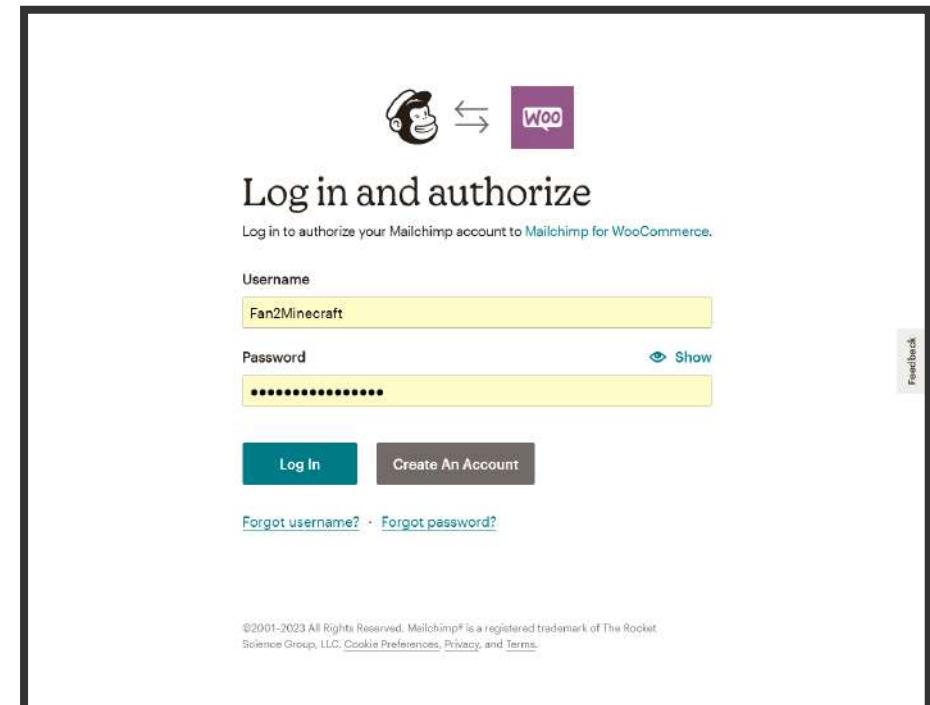 Woo
Log in and authorize
Log in to authorize your Mailchimp account to Mailchimp for WooCommerce.
Username
Fan2Minecraft
Password
Show
••••••••••••••••
Log In
Create An Account
Forgot username? · Forgot password?
Feedback
©2001-2023 All Rights Reserved. Mailchimp® is a registered trademark of The Rocket
Science Group, LLC. Cookie Preferences, Privacy, and Terms.